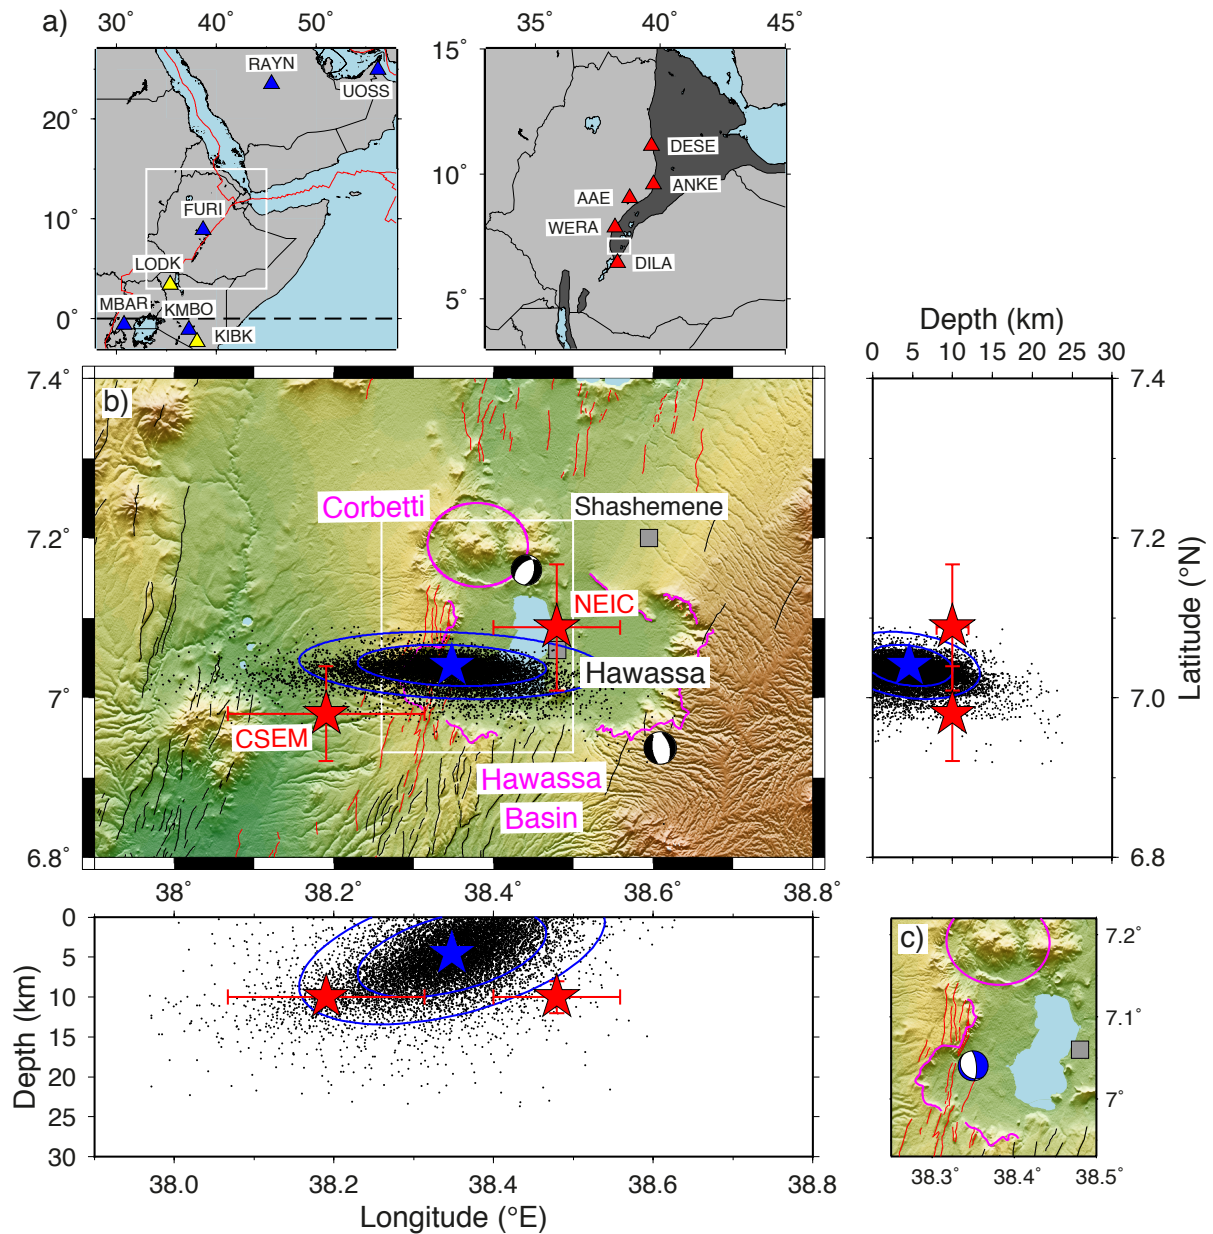 a)
30˚ 40˚ 50˚
20˚
10˚
0˚
RAYN
UOSS
FURI
LODK
MBAR
KMBO
KIBK
35˚ 40˚ 45˚
15˚
10˚
5˚
DESE
ANKE
AAE
WERA
DILA
b)
7.4˚
7.2˚
7˚
6.8˚
Corbetti
Shashemene
NEIC
Hawassa
CSEM
Hawassa
Basin
38˚ 38.2˚ 38.4˚ 38.6˚ 38.8˚
Depth (km)
0 5 10 15 20 30
7.4
7.2
7.0
6.8
Latitude (°N)
0
5
10
15
20
30
Depth (km)
38.0 38.2 38.4 38.6 38.8
Longitude (°E)
c)
7.2˚
7.1˚
7˚
38.3˚ 38.4˚ 38.5˚